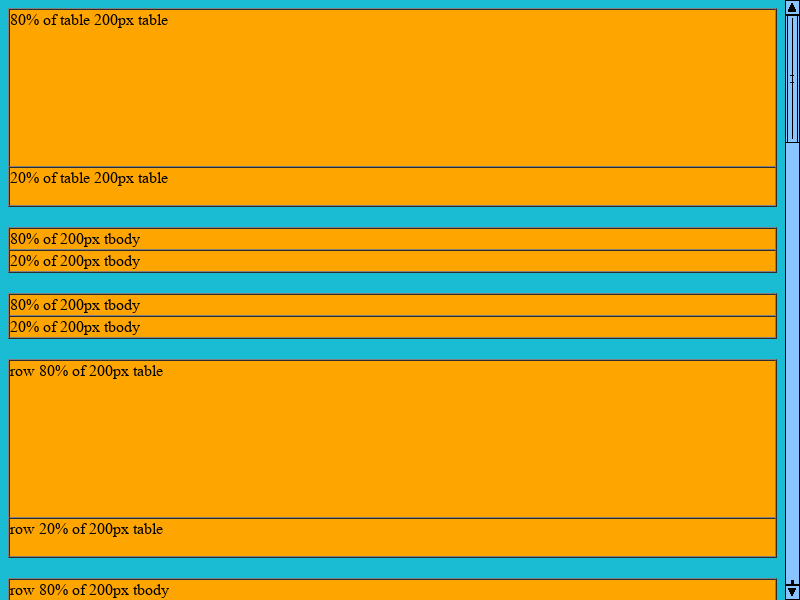 80% of table 200px table
20% of table 200px table
80% of 200px tbody
20% of 200px tbody
80% of 200px tbody
20% of 200px tbody
row 80% of 200px table
row 20% of 200px table
row 80% of 200px tbody